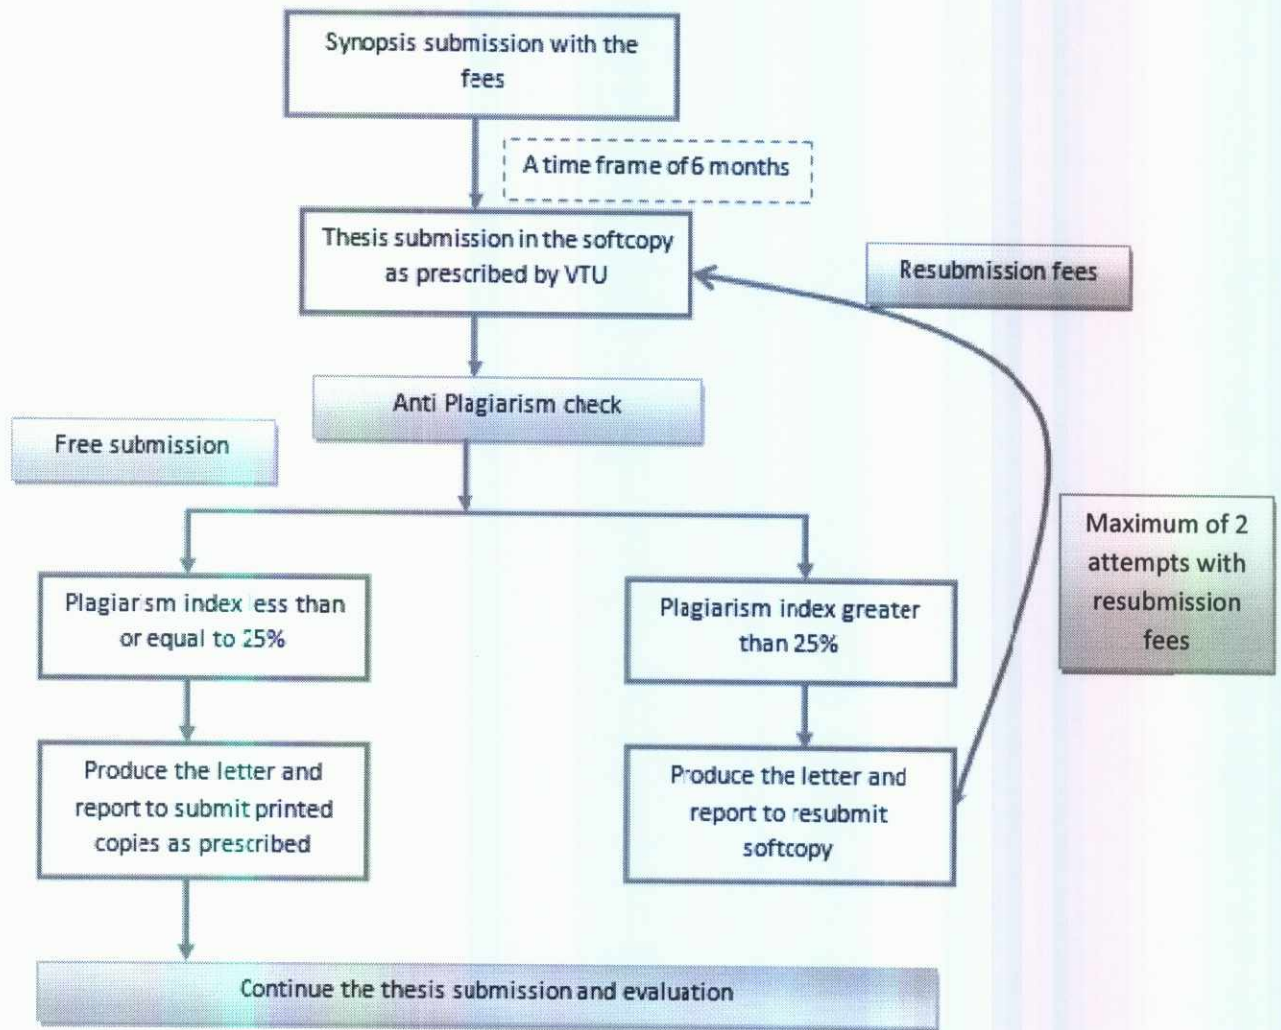 Synopsis submission with the
fees
A time frame of 6 months
Thesis submission in the softcopy
as prescribed by VTU
Resubmission fees
Anti Plagiarism check
Free submission
Plagiarism index less than
or equal to 25%
Plagiarism index greater
than 25%
Maximum of 2
attempts with
resubmission
fees
Produce the letter and
report to submit printed
copies as prescribed
Produce the letter and
report to resubmit
softcopy
Continue the thesis submission and evaluation